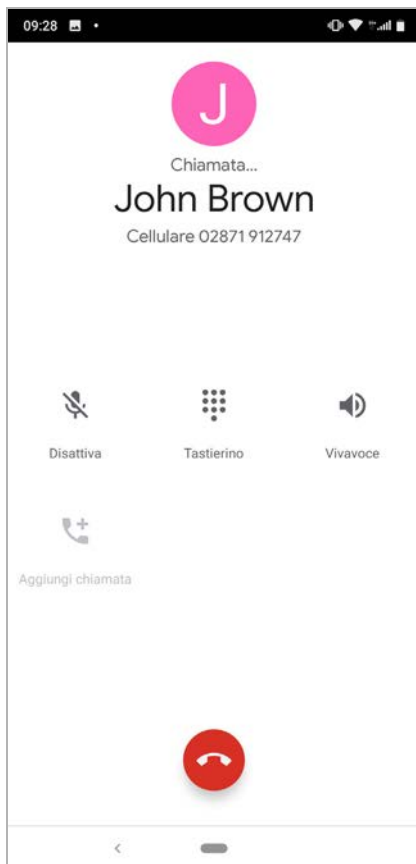 09:28
J
Chiamata...
John Brown
Cellulare 02871 912747
Disattiva
Tastierino
Vivavoce
Aggiungi chiamata